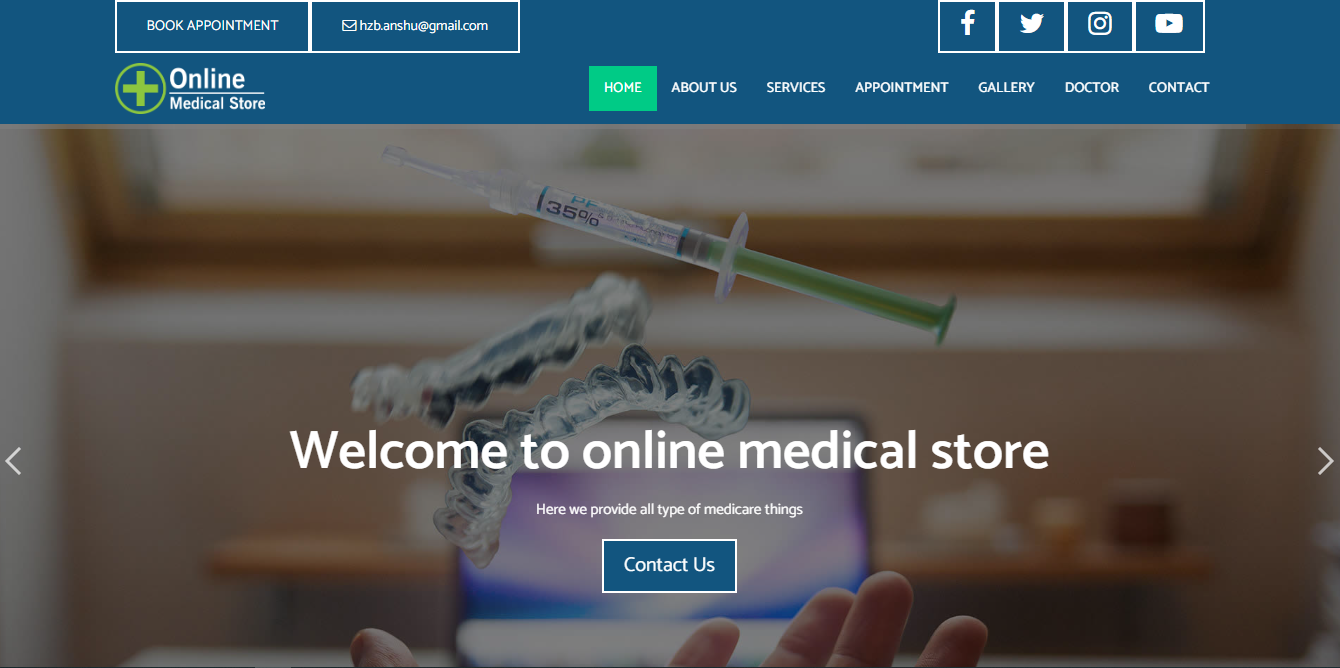 BOOK APPOINTMENT
hzb.anshu@gmail.com
Online
Medical Store
HOME ABOUT US SERVICES APPOINTMENT GALLERY DOCTOR CONTACT
35%
Welcome to online medical store
Here we provide all type of medicare things
Contact Us